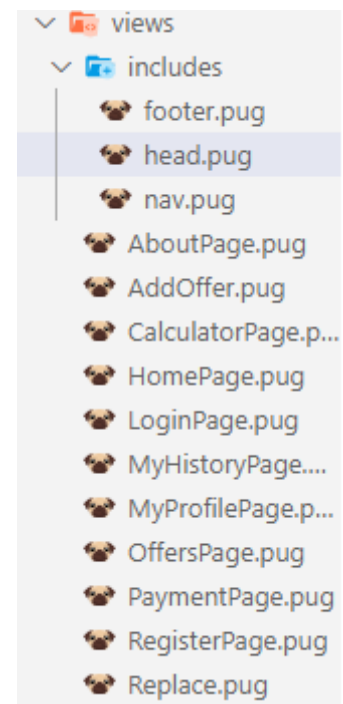 views
includes
footer.pug
head.pug
nav.pug
AboutPage.pug
AddOffer.pug
CalculatorPage.p...
HomePage.pug
LoginPage.pug
MyHistoryPage....
MyProfilePage.p...
OffersPage.pug
PaymentPage.pug
RegisterPage.pug
Replace.pug